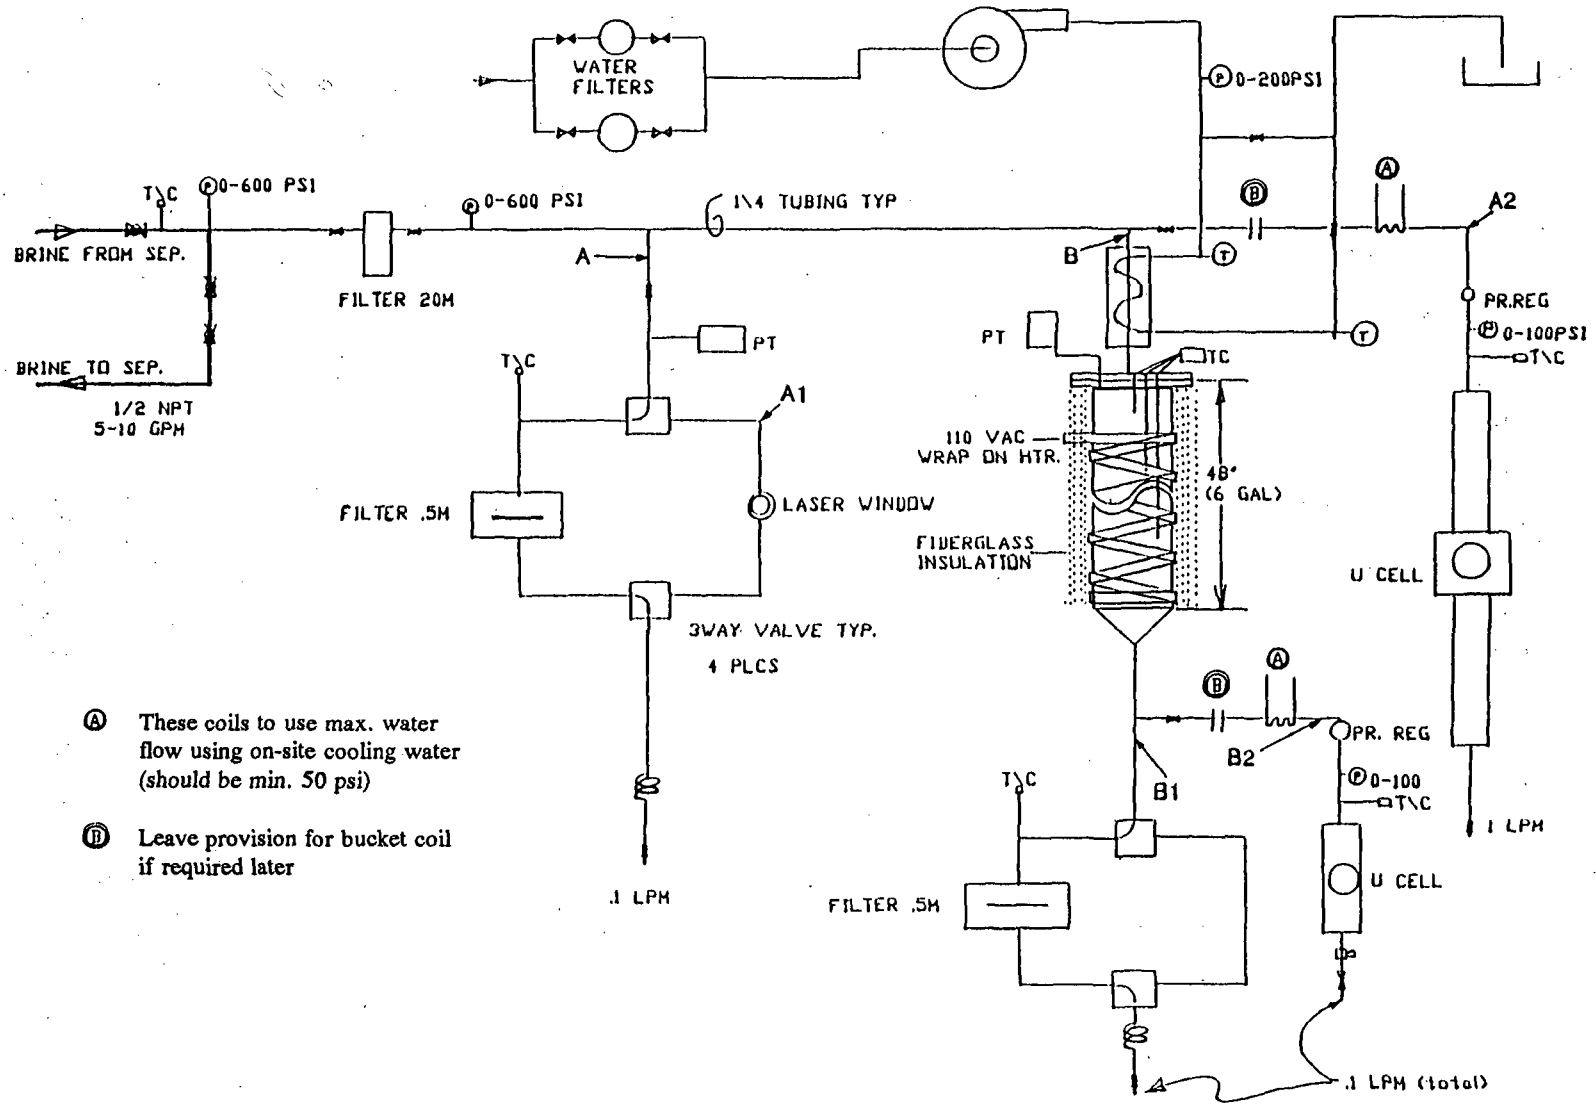 WATER
FILTERS
P 0-200PSI
T\C
P 0-600 PSI
P 0-600 PSI
1\4 TUBING TYP
B
A
A2
BRINE FROM SEP.
FILTER 20M
A
B
T
PR.REG
P 0-100PSI
T\C
T
PT
PT
TC
BRINE TO SEP.
1/2 NPT
5-10 GPM
T\C
A1
110 VAC
WRAP ON HTR.
48"
(6 GAL)
FILTER .5M
LASER WINDOW
FIBERGLASS
INSULATION
U CELL
3WAY VALVE TYP.
4 PLCS
A
B
PR. REG
B2
B1
P 0-100
T\C
T\C
1 LPM
A These coils to use max. water
flow using on-site cooling water
(should be min. 50 psi)
B Leave provision for bucket coil
if required later
.1 LPM
FILTER .5M
U CELL
.1 LPM (total)